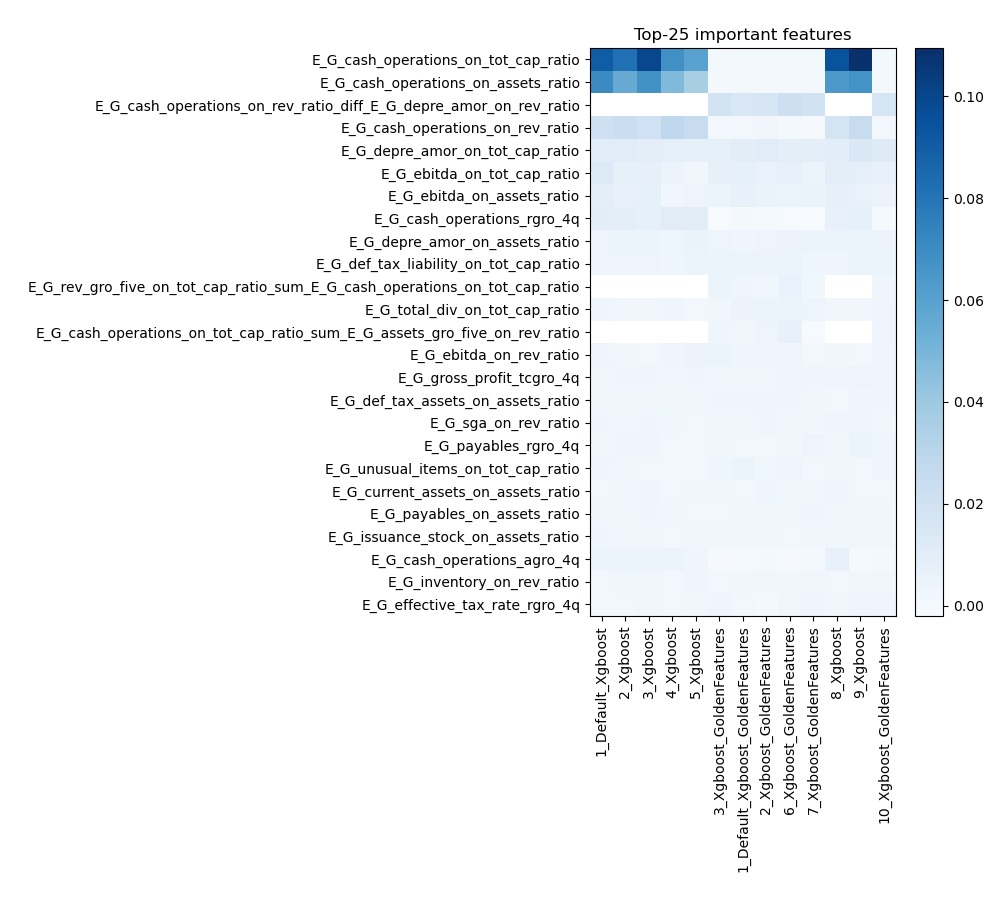 Top-25 important features
E_G_cash_operations_on_tot_cap_ratio
E_G_cash_operations_on_assets_ratio
E_G_cash_operations_on_rev_ratio_diff_E_G_depre_amor_on_rev_ratio
E_G_cash_operations_on_rev_ratio
E_G_depre_amor_on_tot_cap_ratio
E_G_ebitda_on_tot_cap_ratio
E_G_ebitda_on_assets_ratio
E_G_cash_operations_rgro_4q
E_G_depre_amor_on_assets_ratio
E_G_def_tax_liability_on_tot_cap_ratio
E_G_rev_gro_five_on_tot_cap_ratio_sum_E_G_cash_operations_on_tot_cap_ratio
E_G_total_div_on_tot_cap_ratio
E_G_cash_operations_on_tot_cap_ratio_sum_E_G_assets_gro_five_on_rev_ratio
E_G_ebitda_on_rev_ratio
E_G_gross_profit_tcgro_4q
E_G_def_tax_assets_on_assets_ratio
E_G_sga_on_rev_ratio
E_G_payables_rgro_4q
E_G_unusual_items_on_tot_cap_ratio
E_G_current_assets_on_assets_ratio
E_G_payables_on_assets_ratio
E_G_issuance_stock_on_assets_ratio
E_G_cash_operations_agro_4q
E_G_inventory_on_rev_ratio
E_G_effective_tax_rate_rgro_4q
1_Default_Xgboost
2_Xgboost
3_Xgboost
4_Xgboost
5_Xgboost
3_Xgboost_GoldenFeatures
1_Default_Xgboost_GoldenFeatures
2_Xgboost_GoldenFeatures
6_Xgboost_GoldenFeatures
7_Xgboost_GoldenFeatures
8_Xgboost
9_Xgboost
10_Xgboost_GoldenFeatures
0.10
0.08
0.06
0.04
0.02
0.00